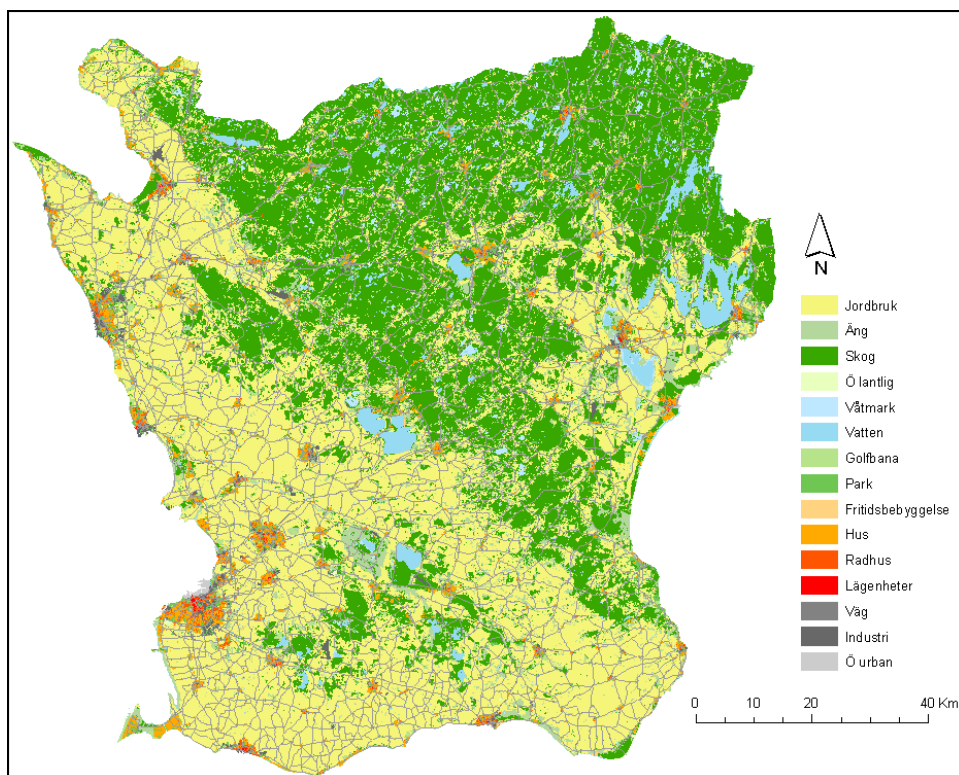 N
Jordbruk
Äng
Skog
Ö lantlig
Våtmark
Vatten
Golfbana
Park
Fritidsbebyggelse
Hus
Radhus
Lägenheter
Väg
Industri
Ö urban
0 10 20 40 Km